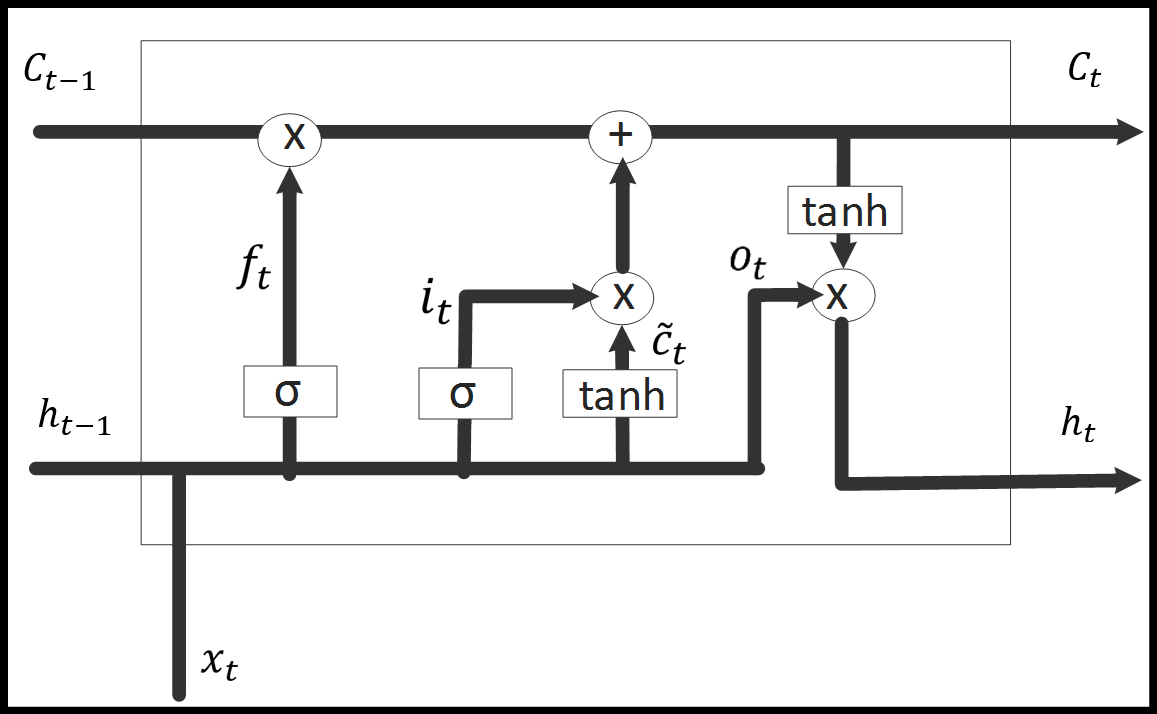 C_{t−1}
C_t
x
+
tanh
f_t
o_t
i_t
x
x
c̃_t
σ
σ
tanh
h_{t−1}
h_t
x_t